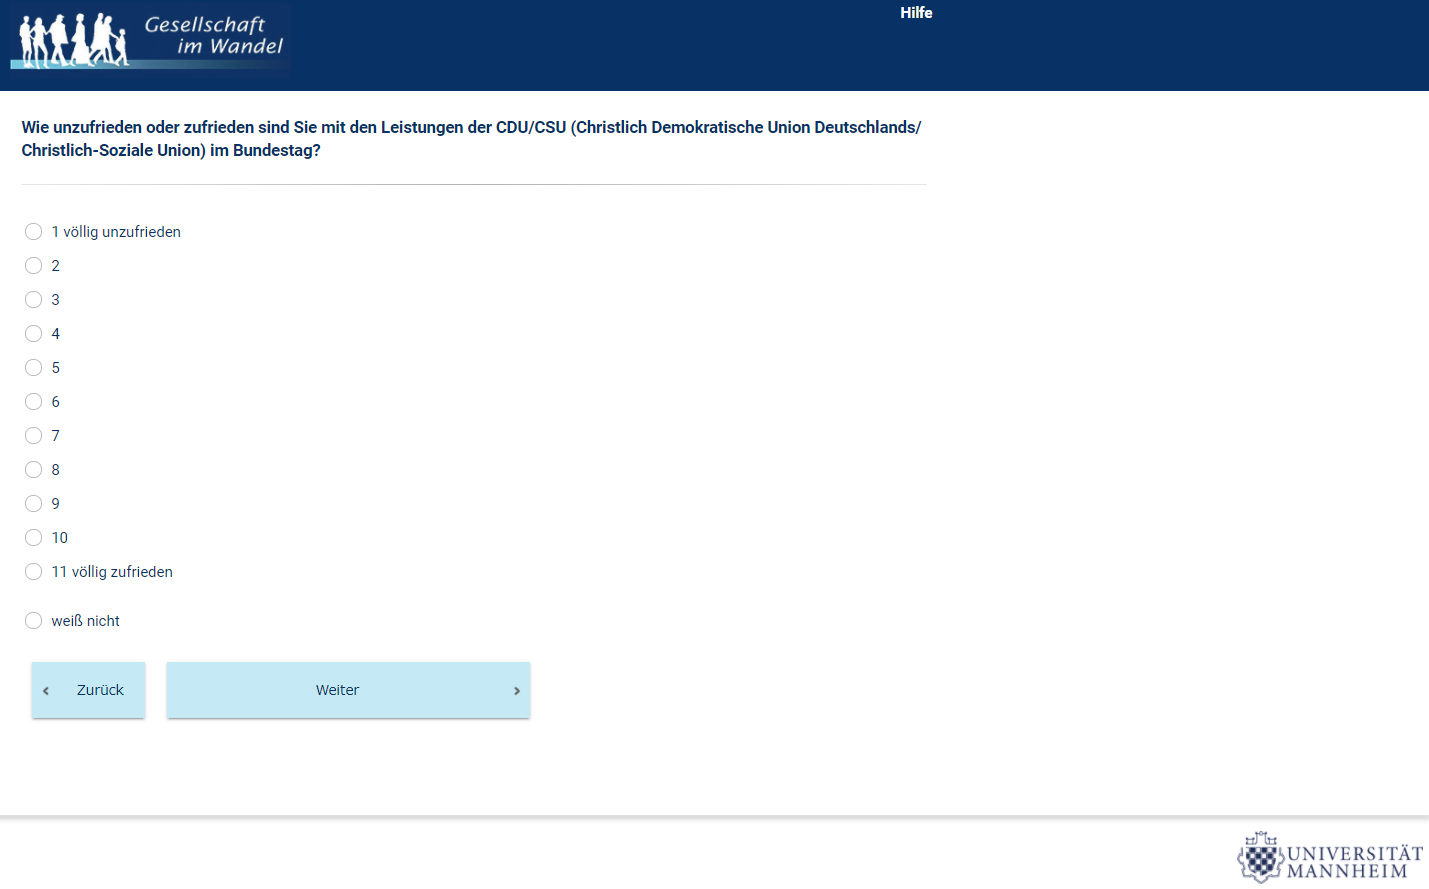 Gesellschaft
im Wandel
Hilfe
Wie unzufrieden oder zufrieden sind Sie mit den Leistungen der CDU/CSU (Christlich Demokratische Union Deutschlands/
Christlich-Soziale Union) im Bundestag?
1 völlig unzufrieden
2
3
4
5
6
7
8
9
10
11 völlig zufrieden
weiß nicht
‹ Zurück
Weiter ›
UNIVERSITÄT
MANNHEIM